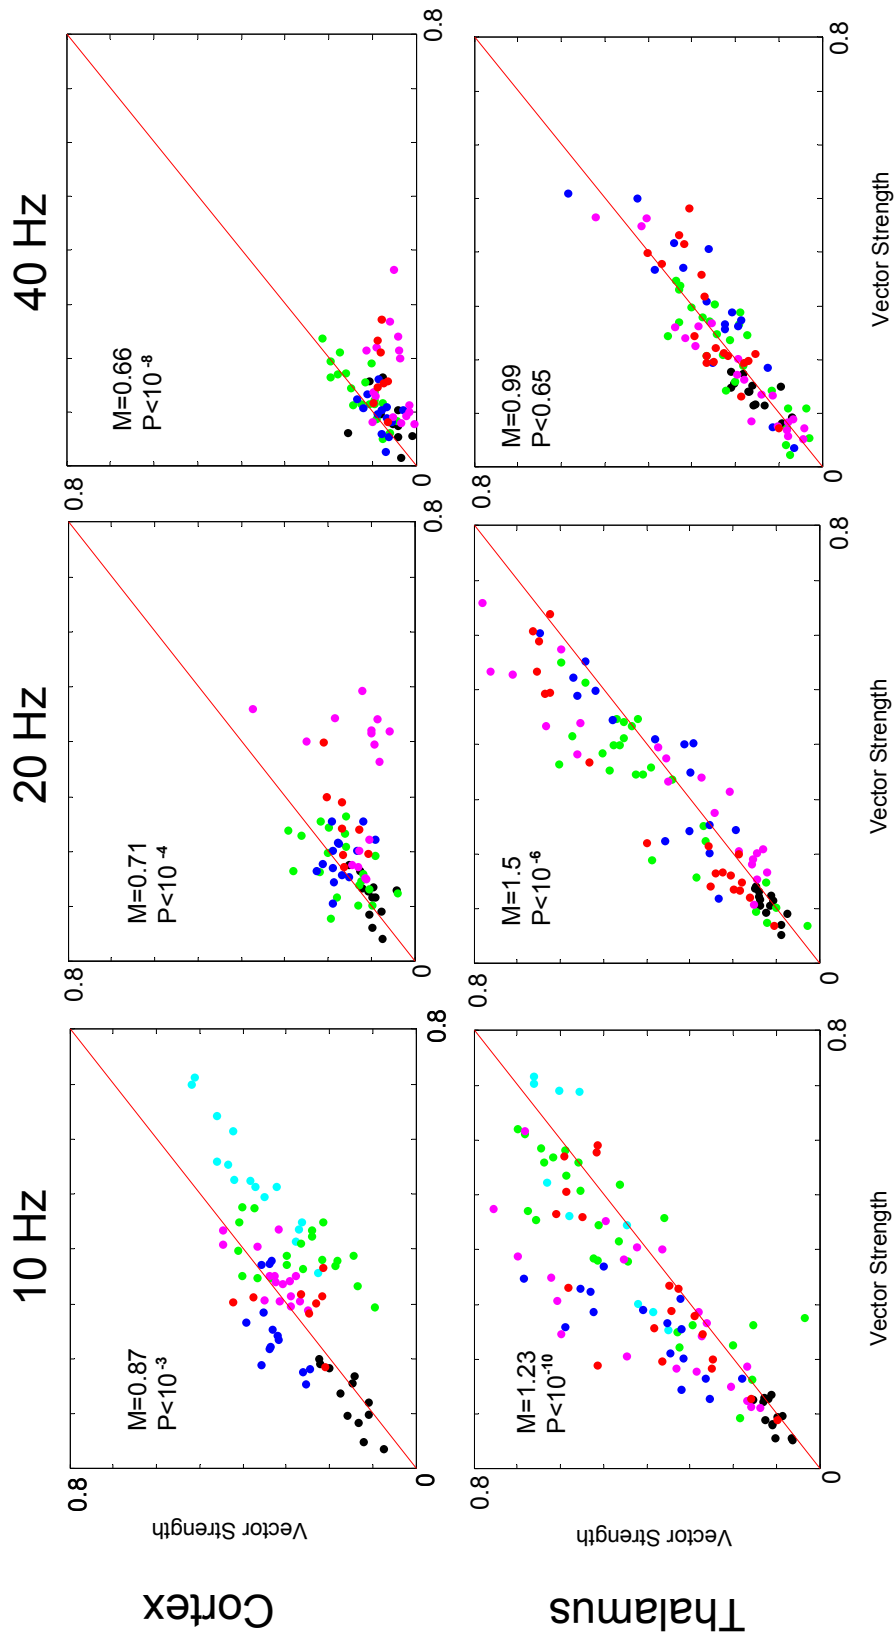 10 Hz
20 Hz
40 Hz
Cortex
Vector Strength
0.8
M=0.87
P<10-3
0
0.8
0.8
M=0.71
P<10 -4
0
0.8
0.8
M=0.66
P<10-8
0
0.8
Thalamus
Vector Strength
0.8
M=1.23
P<10-10
0
0.8
0.8
M=1.5
P<10-6
0
0.8
Vector Strength
0.8
M=0.99
P<0.65
0
0.8
Vector Strength